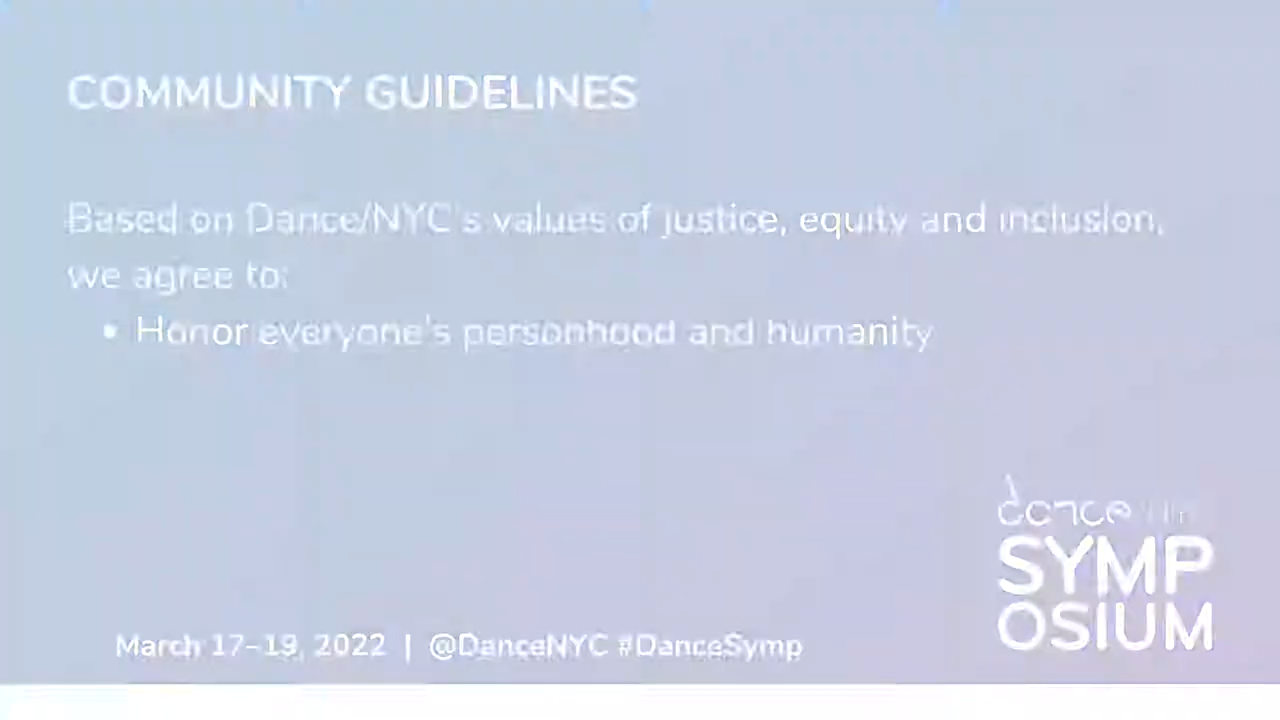 COMMUNITY GUIDELINES
Based on Dance/NYC's values of justice, equity and inclusion,
we agree to:
• Honor everyone's personhood and humanity
dance
SYMP
OSIUM
March 17–19, 2022 | @DanceNYC #DanceSymp